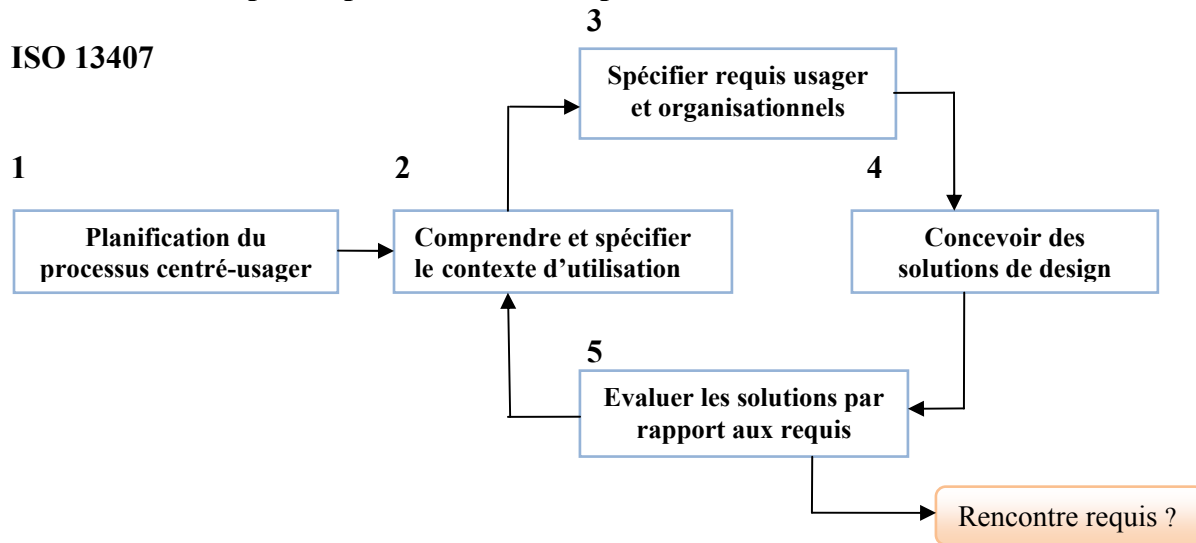 3
ISO 13407
Spécifier requis usager
et organisationnels
1
2
4
Planification du
processus centré-usager
Comprendre et spécifier
le contexte d'utilisation
Concevoir des
solutions de design
5
Evaluer les solutions par
rapport aux requis
Rencontre requis ?